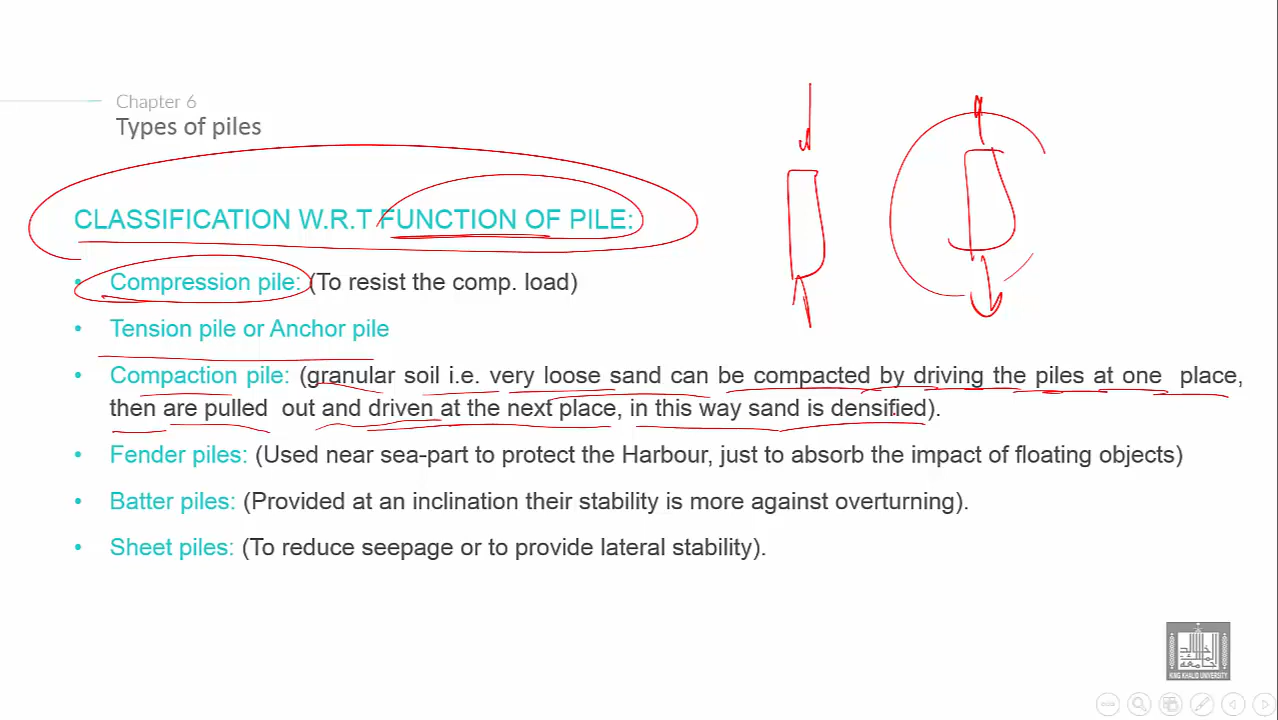 Chapter 6
Types of piles
CLASSIFICATION W.R.T FUNCTION OF PILE:
• Compression pile: (To resist the comp. load)
• Tension pile or Anchor pile
• Compaction pile: (granular soil i.e. very loose sand can be compacted by driving the piles at one place,
then are pulled out and driven at the next place, in this way sand is densified).
• Fender piles: (Used near sea-part to protect the Harbour, just to absorb the impact of floating objects)
• Batter piles: (Provided at an inclination their stability is more against overturning).
• Sheet piles: (To reduce seepage or to provide lateral stability).
KING KHALID UNIVERSITY